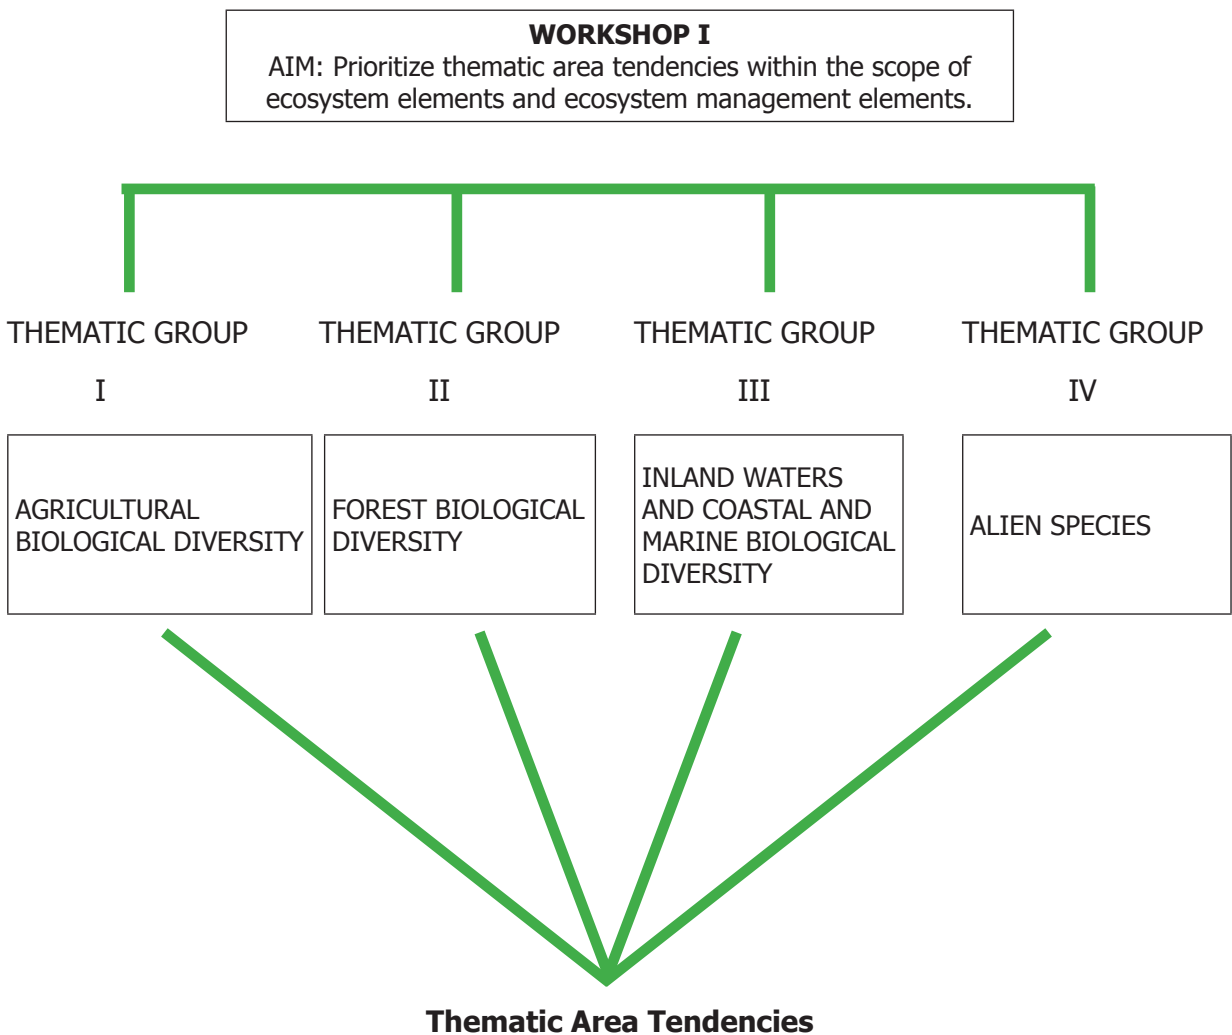 WORKSHOP I
AIM: Prioritize thematic area tendencies within the scope of
ecosystem elements and ecosystem management elements.
THEMATIC GROUP
I
THEMATIC GROUP
II
THEMATIC GROUP
III
THEMATIC GROUP
IV
AGRICULTURAL
BIOLOGICAL DIVERSITY
FOREST BIOLOGICAL
DIVERSITY
INLAND WATERS
AND COASTAL AND
MARINE BIOLOGICAL
DIVERSITY
ALIEN SPECIES
Thematic Area Tendencies